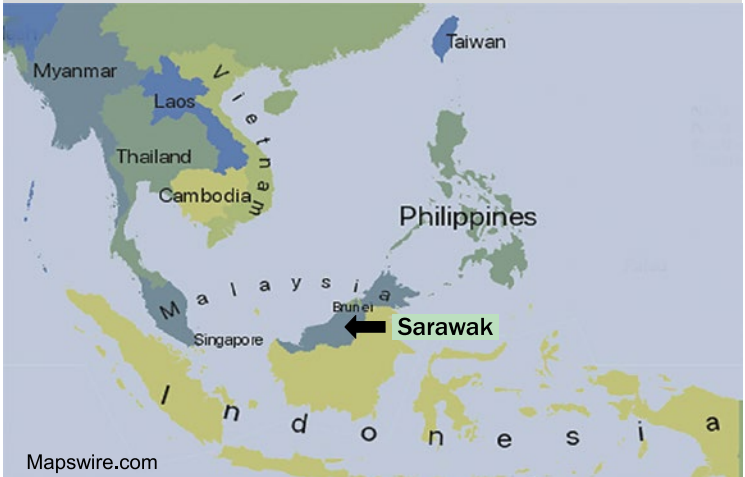 Taiwan
Myanmar
Vietnam
Laos
Thailand
Cambodia
Philippines
Malaysia
Brunei
Sarawak
Singapore
Indonesia
Mapswire.com